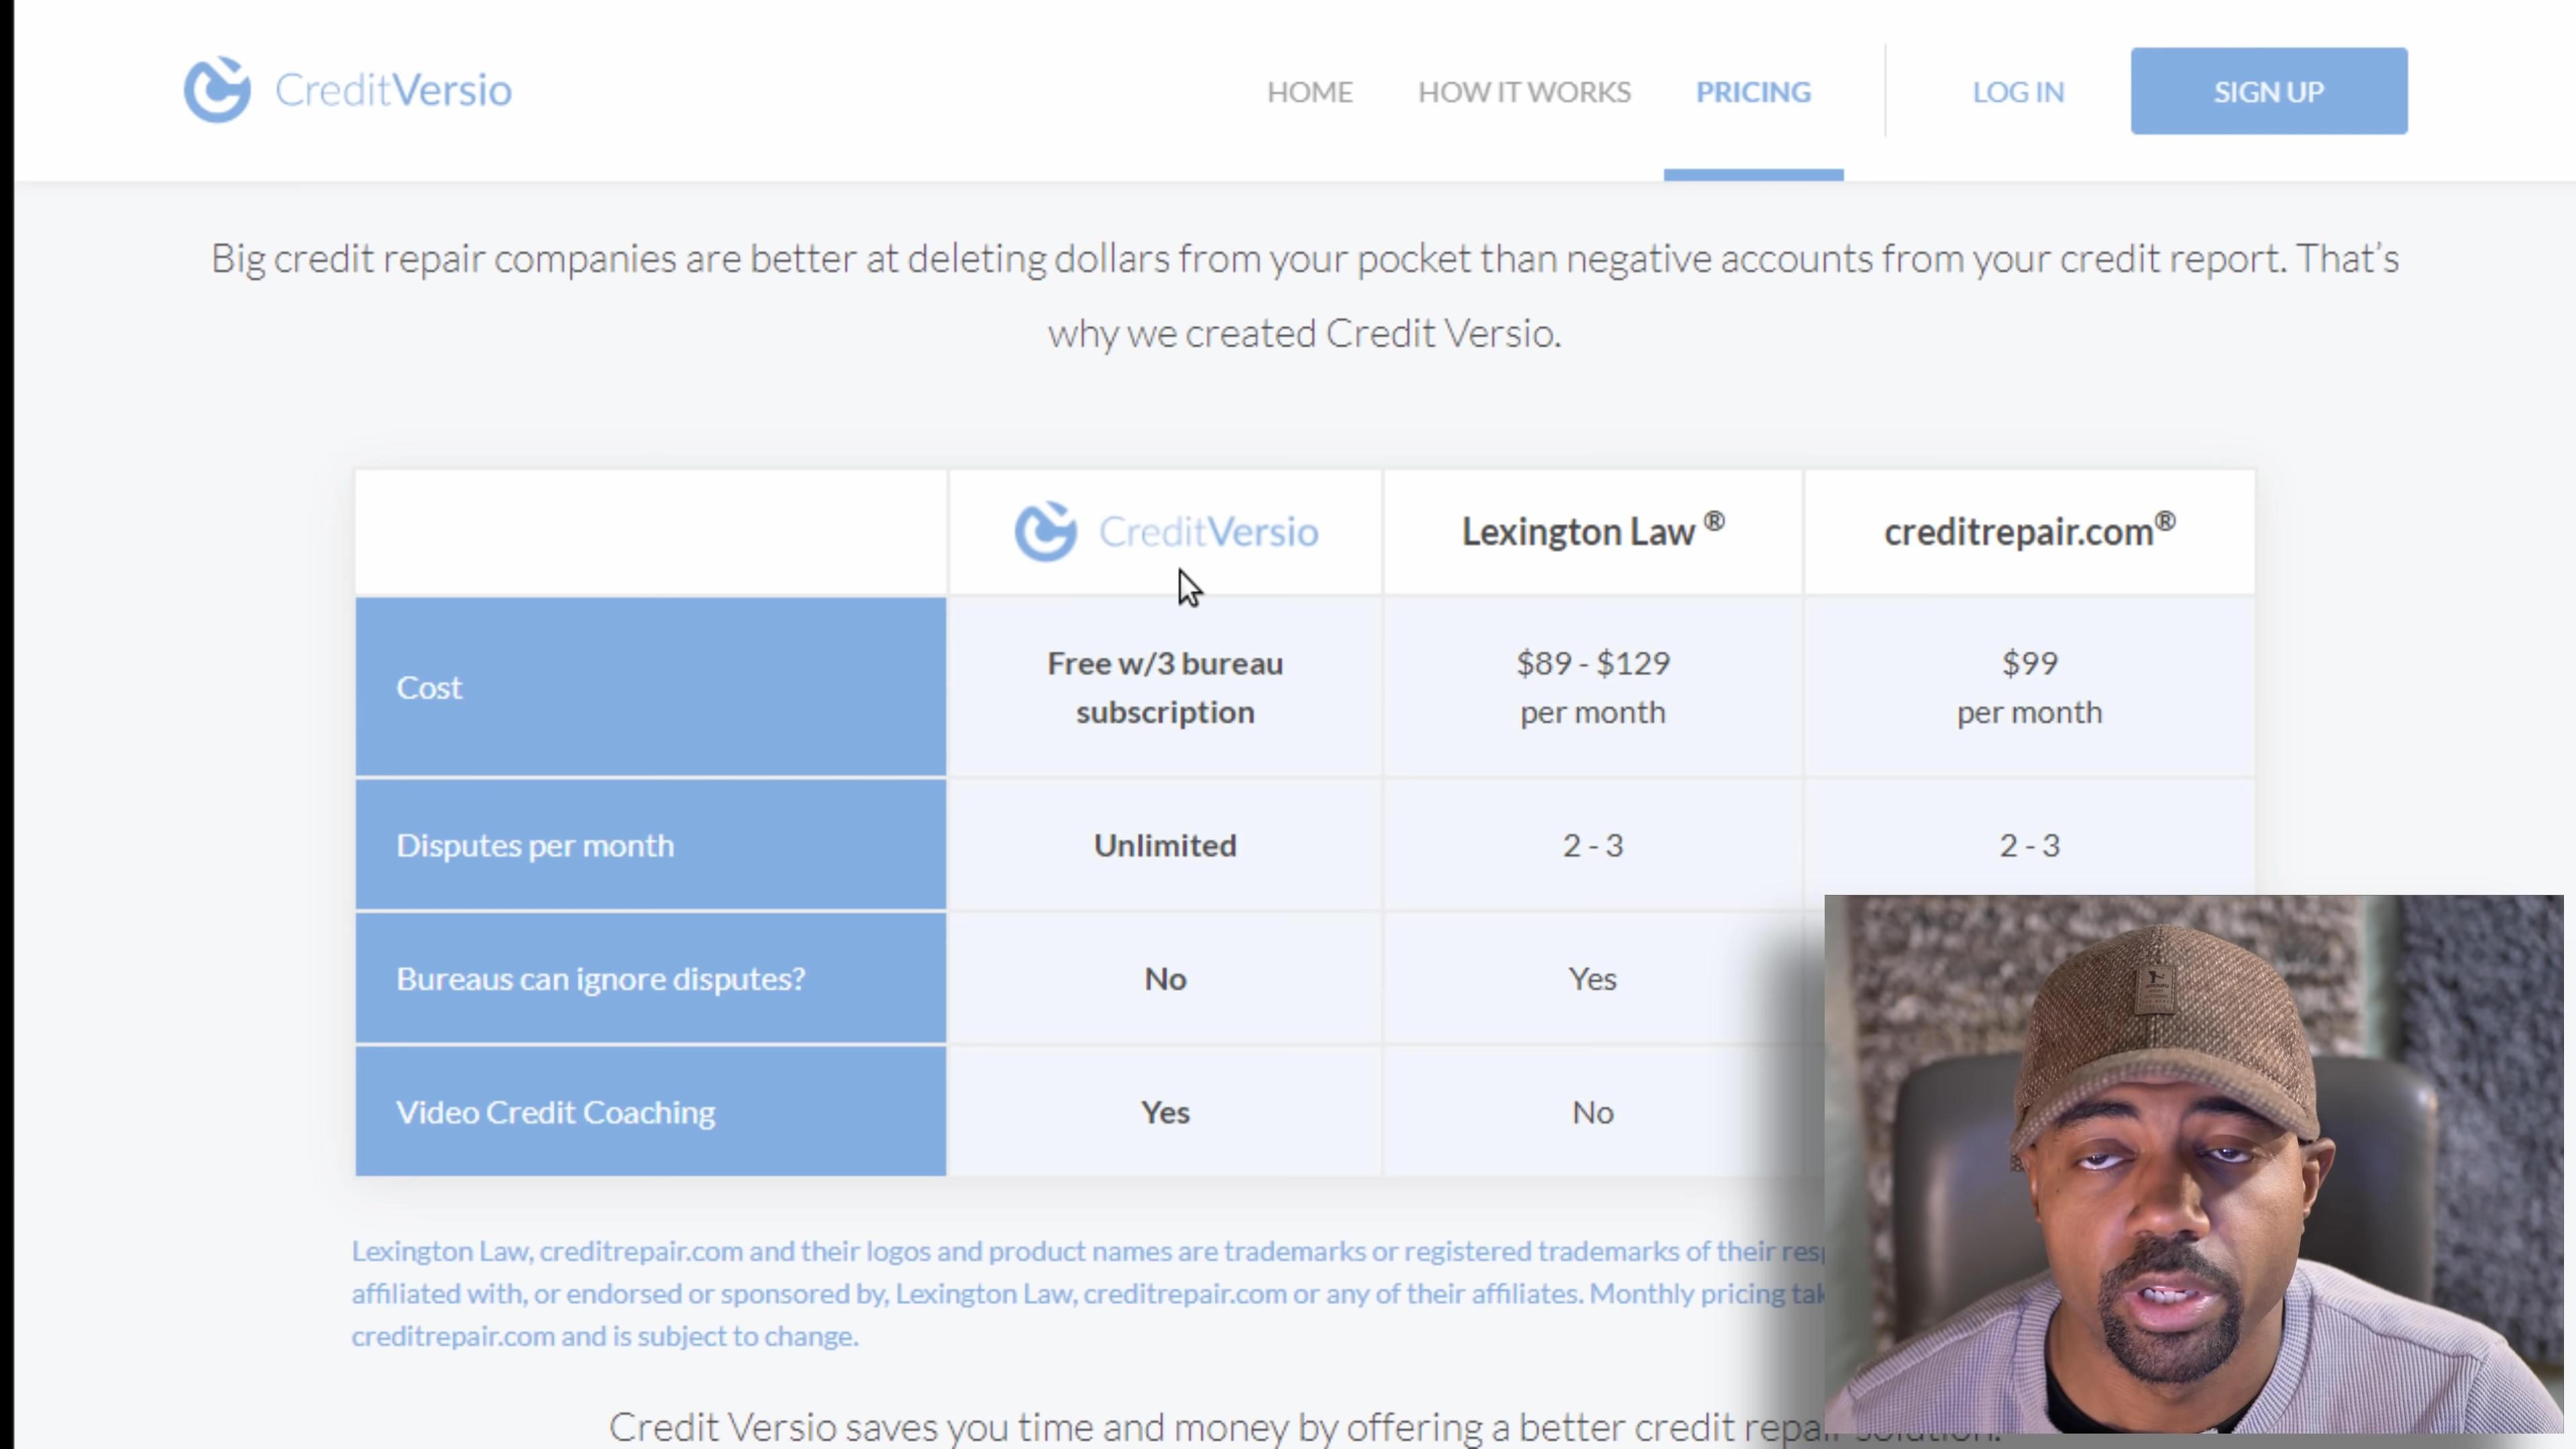 CreditVersio
HOME HOW IT WORKS PRICING LOG IN SIGN UP
Big credit repair companies are better at deleting dollars from your pocket than negative accounts from your credit report. That's
why we created Credit Versio.
CreditVersio Lexington Law ® creditrepair.com®
Cost
Free w/3 bureau
subscription
$89 - $129
per month
$99
per month
Disputes per month Unlimited 2 - 3 2 - 3
Bureaus can ignore disputes? No Yes
Video Credit Coaching Yes No
Lexington Law, creditrepair.com and their logos and product names are trademarks or registered trademarks of their
affiliated with, or endorsed or sponsored by, Lexington Law, creditrepair.com or any of their affiliates. Monthly pricing
creditrepair.com and is subject to change.
Credit Versio saves you time and money by offering a better credit repair solution.